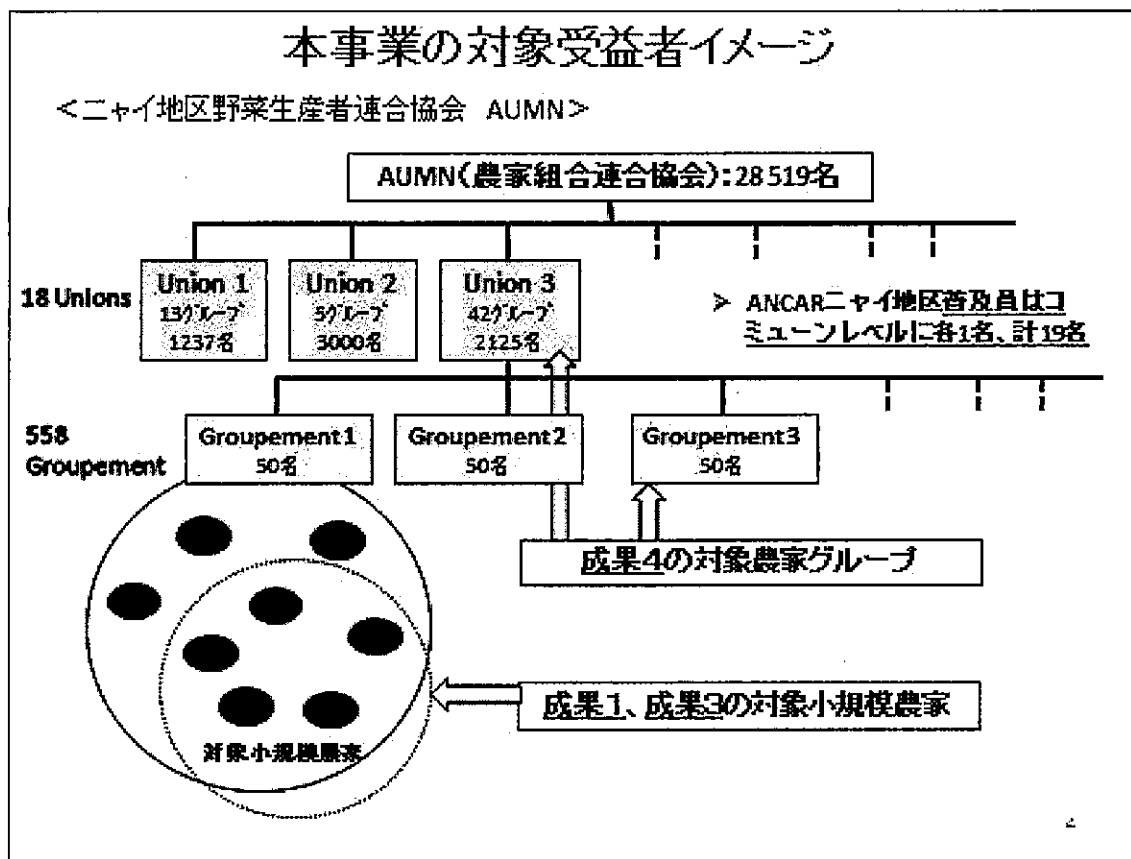 本事業の対象受益者イメージ
<ニャイ地区野菜生産者連合協会 AUMN>
AUMN(農家組合連合協会):28 519名
18 Unions
Union 1
13グループ
1237名
Union 2
5グループ
3000名
Union 3
42グループ
2125名
➢ ANCARニャイ地区普及員はコ
ミューンレベルに各1名、計19名
558
Groupement
Groupement 1
50名
Groupement 2
50名
Groupement 3
50名
成果4の対象農家グループ
成果1、成果3の対象小規模農家
対象小規模農家
2